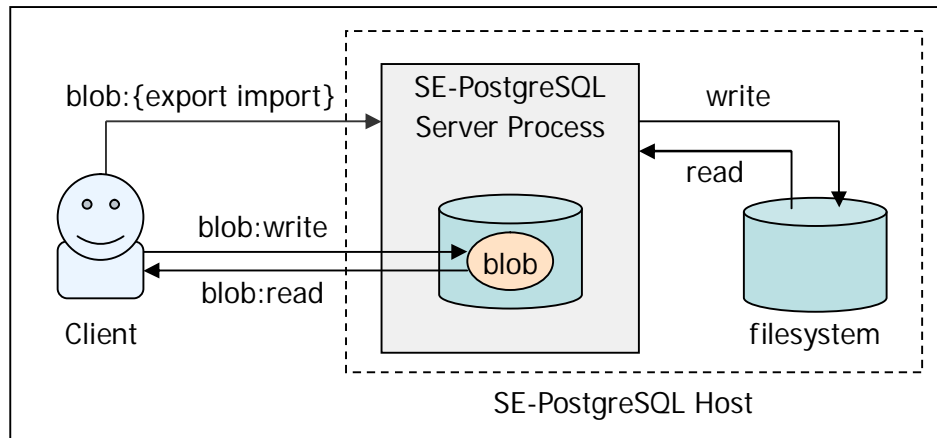 SE-PostgreSQL
Server Process
blob:{export import}
write
read
blob:write
blob
blob:read
Client
filesystem
SE-PostgreSQL Host